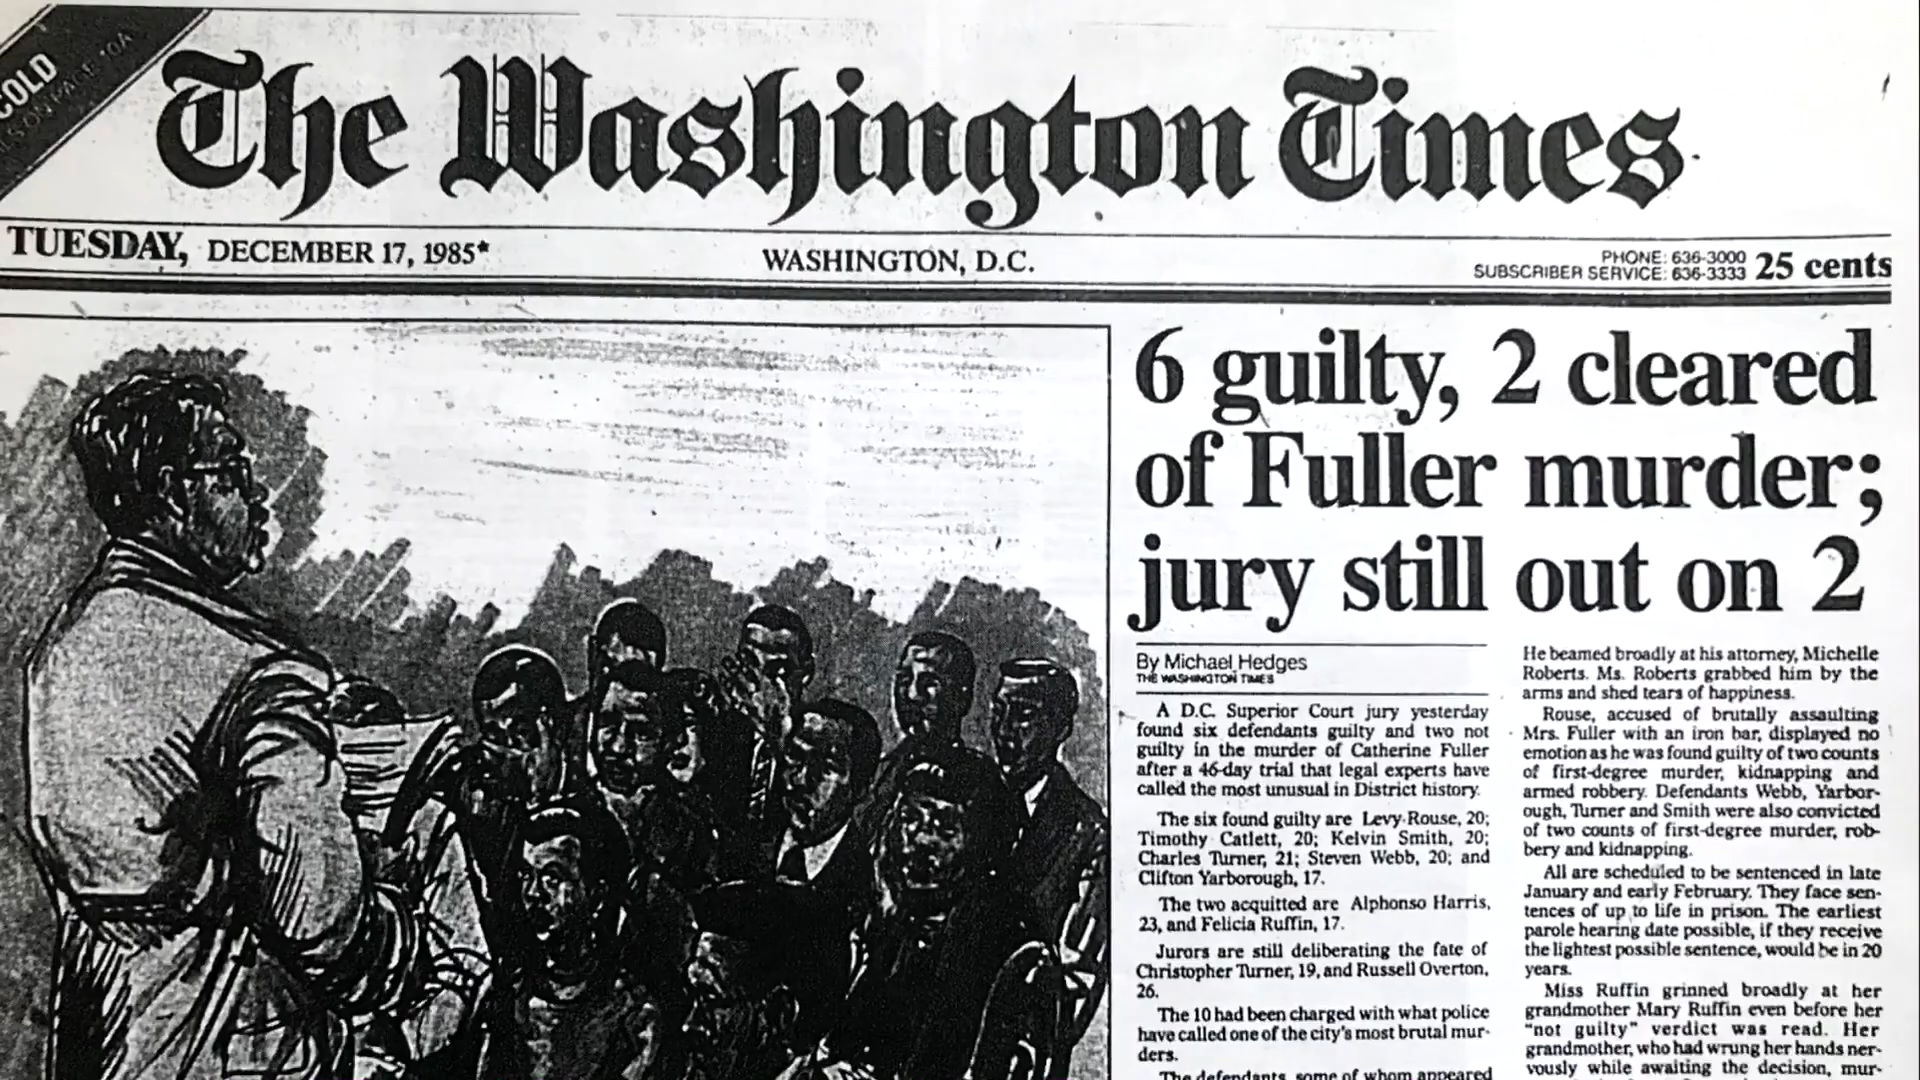 COLD
The Washington Times
TUESDAY, DECEMBER 17, 1985*
WASHINGTON, D.C.
PHONE: 636-3000
SUBSCRIBER SERVICE: 636-3333
25 cents
6 guilty, 2 cleared
of Fuller murder;
jury still out on 2
By Michael Hedges
THE WASHINGTON TIMES
A D.C. Superior Court jury yesterday
found six defendants guilty and two not
guilty in the murder of Catherine Fuller
after a 46-day trial that legal experts have
called the most unusual in District history.
The six found guilty are Levy Rouse, 20;
Timothy Catlett, 20; Kelvin Smith, 20;
Charles Turner, 21; Steven Webb, 20; and
Clifton Yarborough, 17.
The two acquitted are Alphonso Harris,
23, and Felicia Ruffin, 17.
Jurors are still deliberating the fate of
Christopher Turner, 19, and Russell Overton,
26.
The 10 had been charged with what police
have called one of the city's most brutal mur-
ders.
The defendants, some of whom appeared
He beamed broadly at his attorney, Michelle
Roberts. Ms. Roberts grabbed him by the
arms and shed tears of happiness.
Rouse, accused of brutally assaulting
Mrs. Fuller with an iron bar, displayed no
emotion as he was found guilty of two counts
of first-degree murder, kidnapping and
armed robbery. Defendants Webb, Yarbor-
ough, Turner and Smith were also convicted
of two counts of first-degree murder, rob-
bery and kidnapping.
All are scheduled to be sentenced in late
January and early February. They face sen-
tences of up to life in prison. The earliest
parole hearing date possible, if they receive
the lightest possible sentence, would be in 20
years.
Miss Ruffin grinned broadly at her
grandmother Mary Ruffin even before her
"not guilty" verdict was read. Her
grandmother, who had wrung her hands ner-
vously while awaiting the decision, mur-